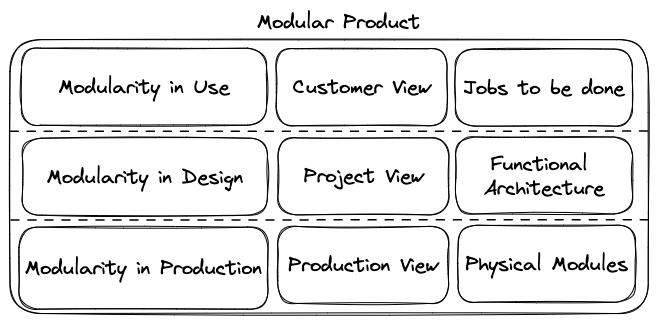 Modular Product
Modularity in Use
Customer View
Jobs to be done
Modularity in Design
Project View
Functional
Architecture
Modularity in Production
Production View
Physical Modules